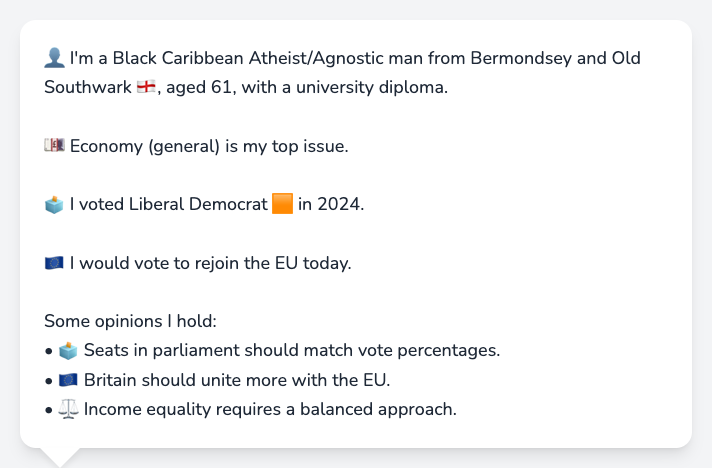 👤 I'm a Black Caribbean Atheist/Agnostic man from Bermondsey and Old
Southwark 🏴󠁧󠁢󠁥󠁮󠁧󠁿, aged 61, with a university diploma.
💷 Economy (general) is my top issue.
🗳️ I voted Liberal Democrat 🟧 in 2024.
🇪🇺 I would vote to rejoin the EU today.
Some opinions I hold:
• 🗳️ Seats in parliament should match vote percentages.
• 🇪🇺 Britain should unite more with the EU.
• ⚖️ Income equality requires a balanced approach.